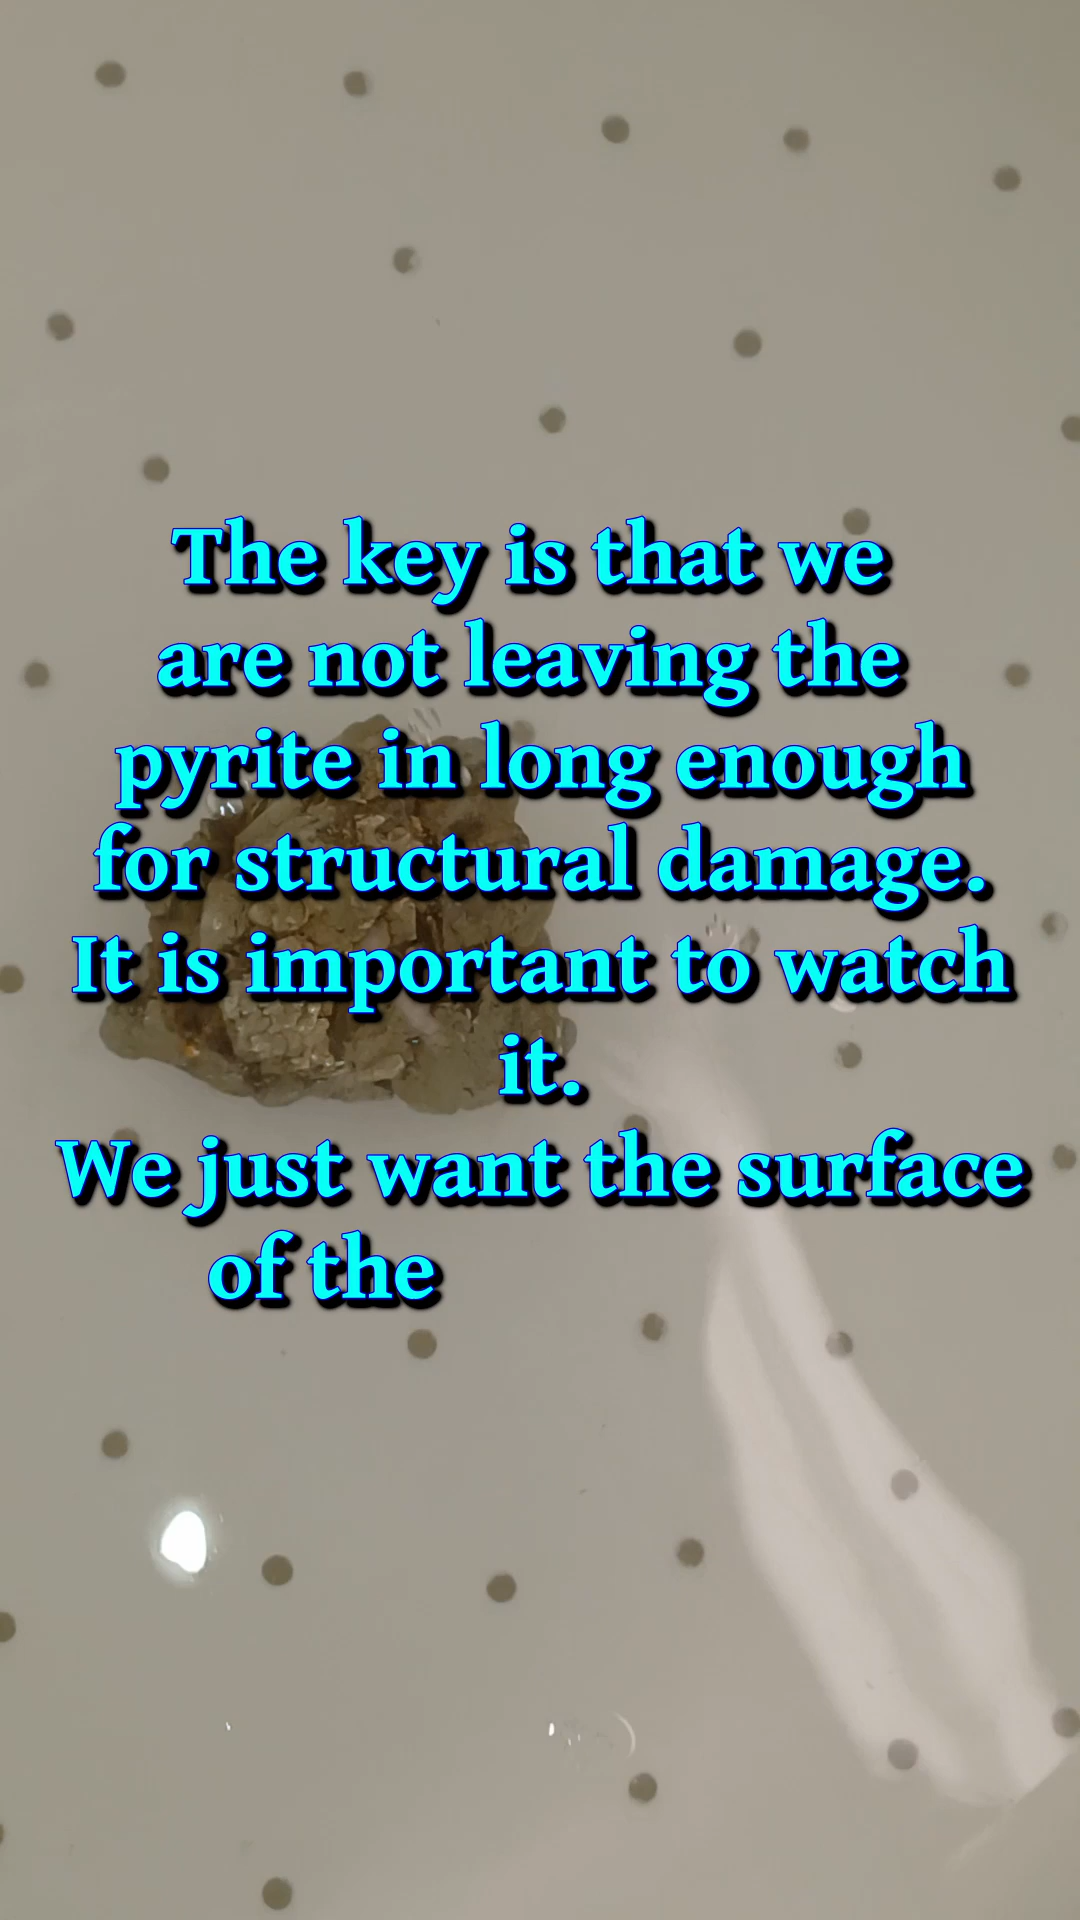 The key is that we
are not leaving the
pyrite in long enough
for structural damage.
It is important to watch
it.
We just want the surface
of the